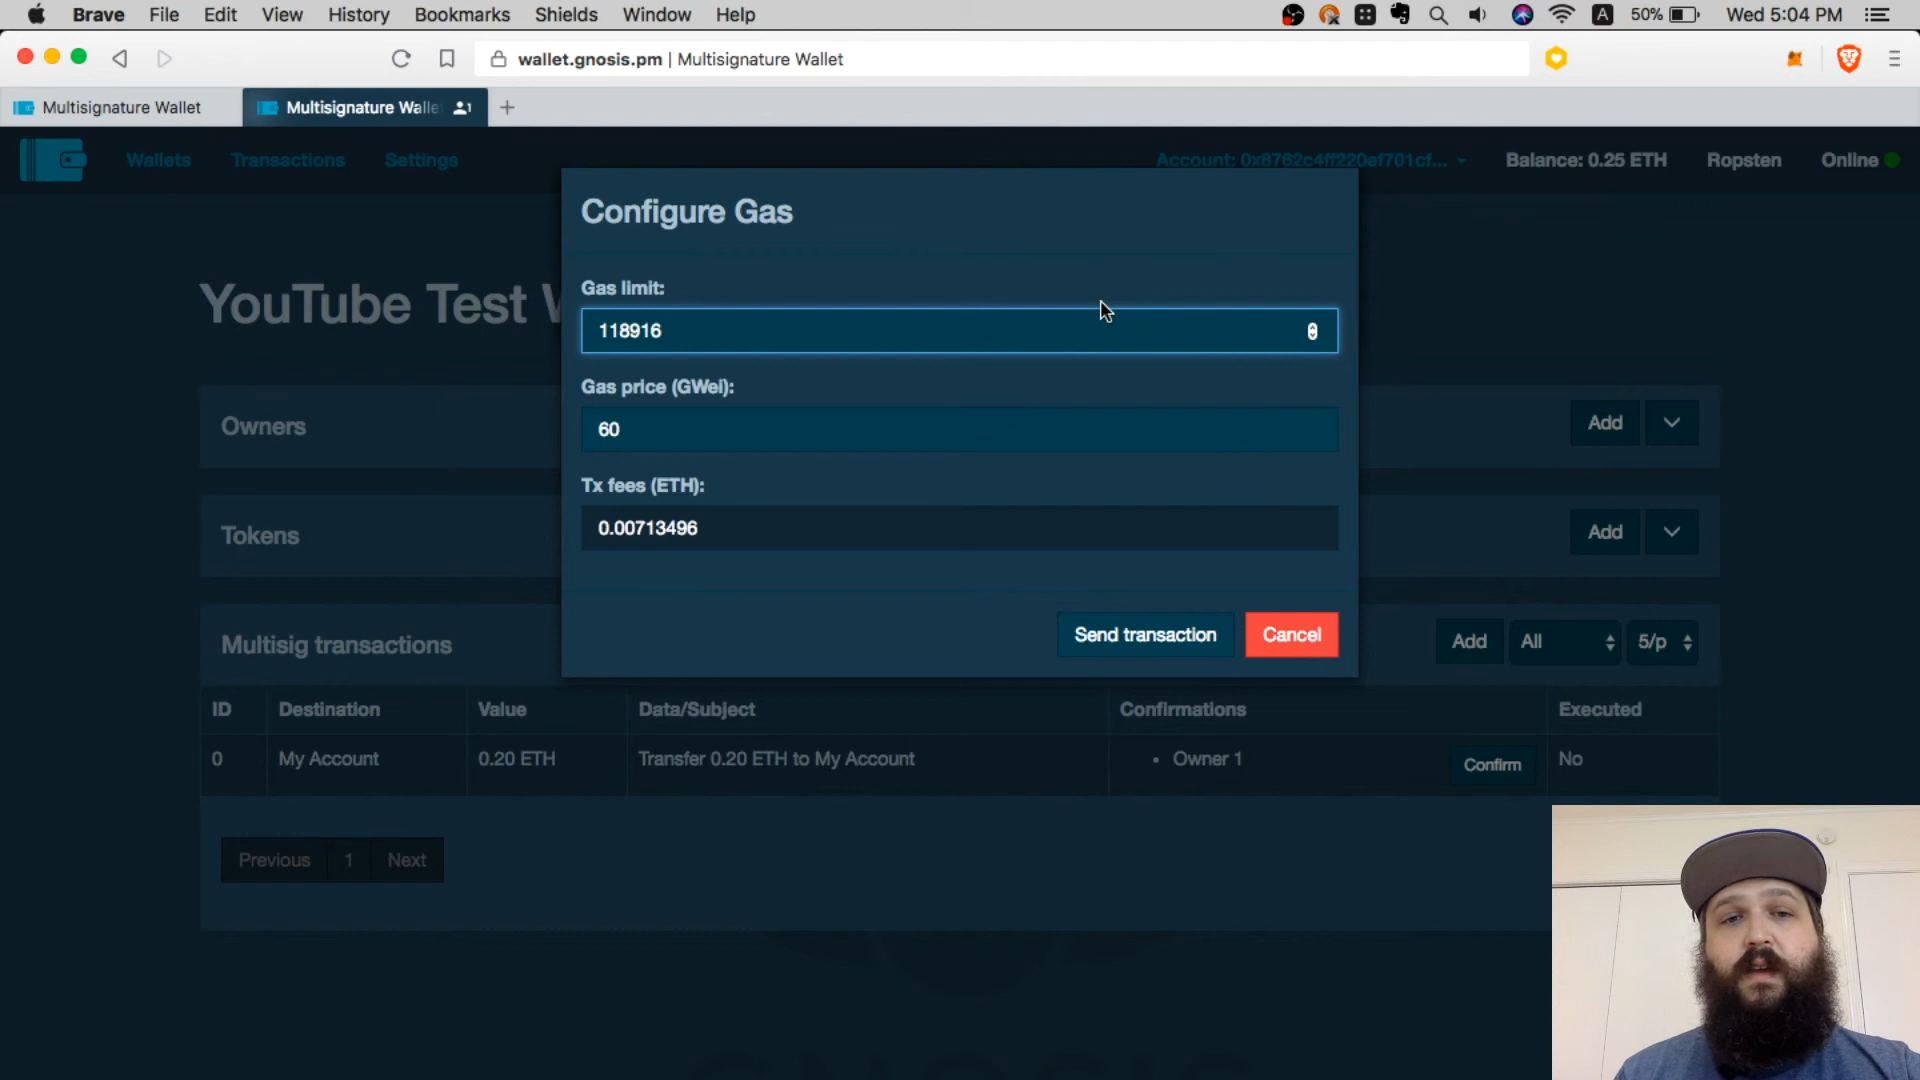 Brave File Edit View History Bookmarks Shields Window Help A 50% Wed 5:04 PM
wallet.gnosis.pm | Multisignature Wallet
Multisignature Wallet Multisignature Walle 1 +
Wallets Transactions Settings Account: 0x8762c4ff220ef701cf... Balance: 0.25 ETH Ropsten Online
Configure Gas
Gas limit:
118916
Gas price (GWei):
60
Tx fees (ETH):
0.00713496
Send transaction Cancel
YouTube Test
Owners Add
Tokens Add
Multisig transactions Add All 5/p
ID Destination Value Data/Subject Confirmations Executed
0 My Account 0.20 ETH Transfer 0.20 ETH to My Account • Owner 1 Confirm No
Previous 1 Next